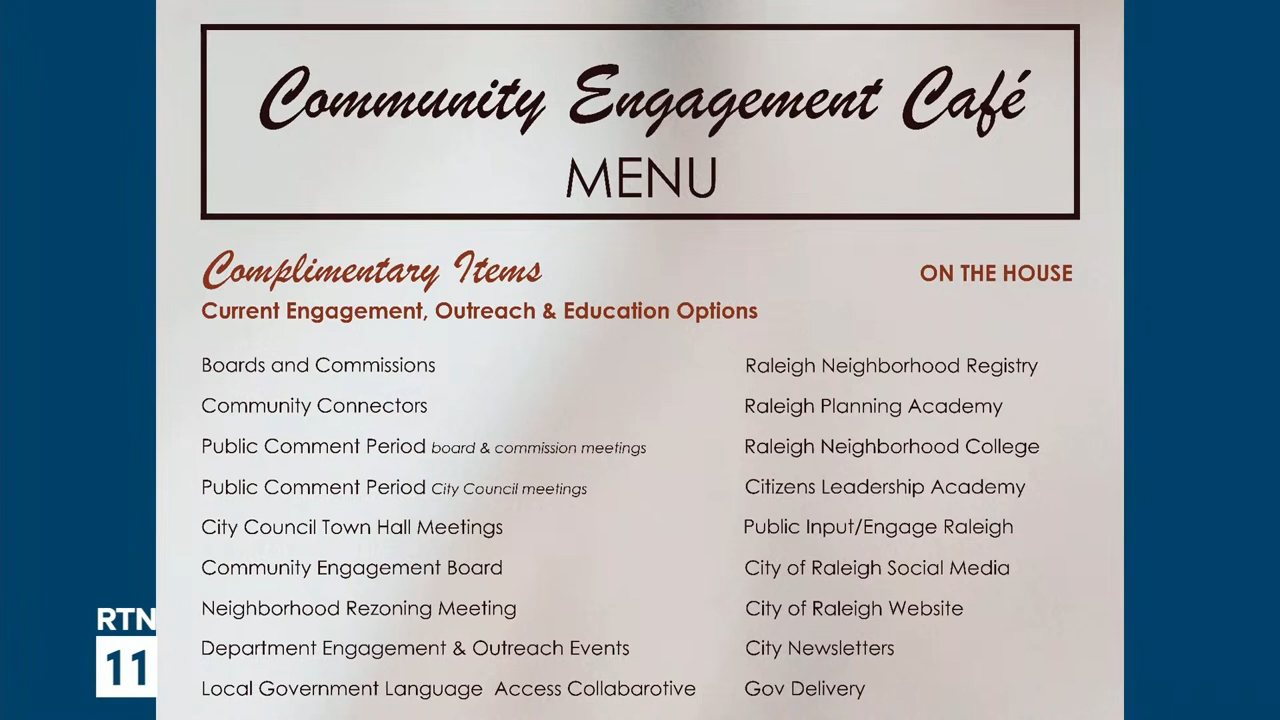 Community Engagement Café
MENU
Complimentary Items
ON THE HOUSE
Current Engagement, Outreach & Education Options
Boards and Commissions
Community Connectors
Public Comment Period board & commission meetings
Public Comment Period City Council meetings
City Council Town Hall Meetings
Community Engagement Board
Neighborhood Rezoning Meeting
Department Engagement & Outreach Events
Local Government Language Access Collabarotive
Raleigh Neighborhood Registry
Raleigh Planning Academy
Raleigh Neighborhood College
Citizens Leadership Academy
Public Input/Engage Raleigh
City of Raleigh Social Media
City of Raleigh Website
City Newsletters
Gov Delivery
RTN
11